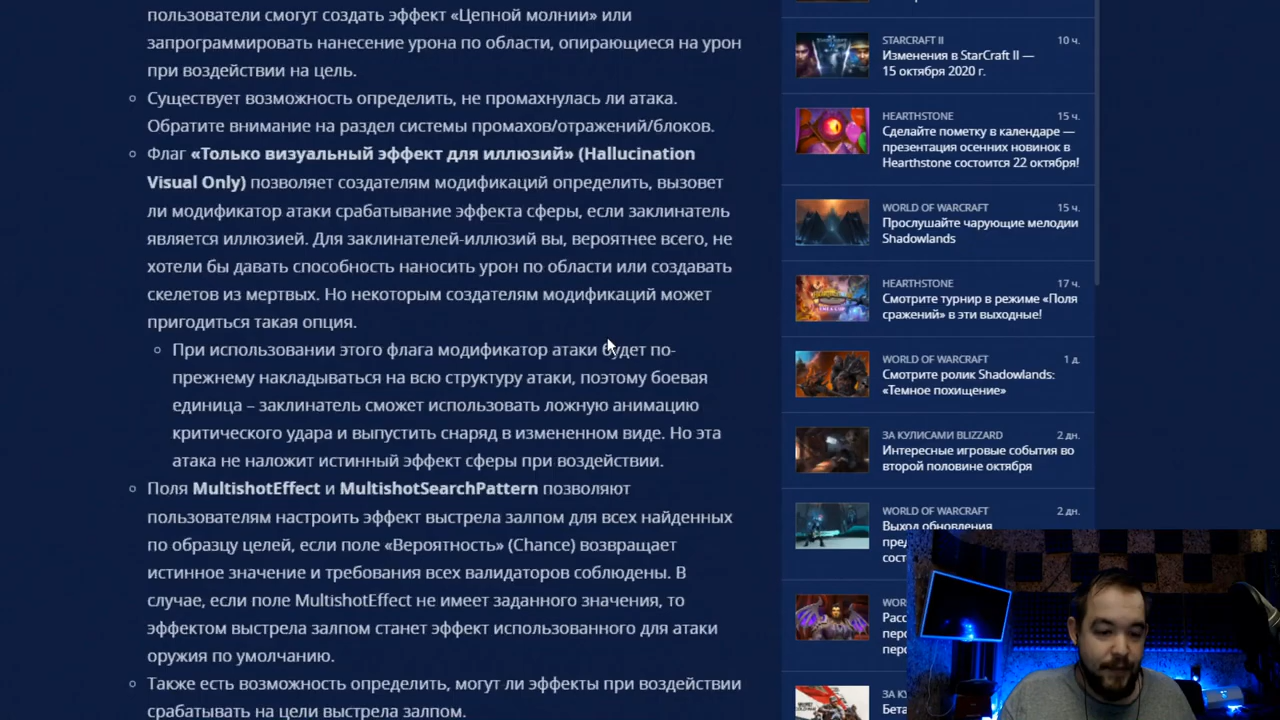 пользователи смогут создать эффект «Цепной молнии» или
запрограммировать нанесение урона по области, опирающиеся на урон
при воздействии на цель.
Существует возможность определить, не промахнулась ли атака.
Обратите внимание на раздел системы промахов/отражений/блоков.
Флаг «Только визуальный эффект для иллюзий» (Hallucination
Visual Only) позволяет создателям модификаций определить, вызовет
ли модификатор атаки срабатывание эффекта сферы, если заклинатель
является иллюзией. Для заклинателей-иллюзий вы, вероятнее всего, не
хотели бы давать способность наносить урон по области или создавать
скелетов из мертвых. Но некоторым создателям модификаций может
пригодиться такая опция.
При использовании этого флага модификатор атаки будет по-
прежнему накладываться на всю структуру атаки, поэтому боевая
единица – заклинатель сможет использовать ложную анимацию
критического удара и выпустить снаряд в измененном виде. Но эта
атака не наложит истинный эффект сферы при воздействии.
Поля MultishotEffect и MultishotSearchPattern позволяют
пользователям настроить эффект выстрела залпом для всех найденных
по образцу целей, если поле «Вероятность» (Chance) возвращает
истинное значение и требования всех валидаторов соблюдены. В
случае, если поле MultishotEffect не имеет заданного значения, то
эффектом выстрела залпом станет эффект использованного для атаки
оружия по умолчанию.
Также есть возможность определить, могут ли эффекты при воздействии
срабатывать на цели выстрела залпом.
STARCRAFT II 10 ч.
Изменения в StarCraft II —
15 октября 2020 г.
HEARTHSTONE 15 ч.
Сделайте пометку в календаре —
презентация осенних новинок в
Hearthstone состоится 22 октября!
WORLD OF WARCRAFT 15 ч.
Прослушайте чарующие мелодии
Shadowlands
HEARTHSTONE 17 ч.
Смотрите турнир в режиме «Поля
сражений» в эти выходные!
WORLD OF WARCRAFT 1 д.
Смотрите ролик Shadowlands:
«Темное похищение»
ЗА КУЛИСАМИ BLIZZARD 2 дн.
Интересные игровые события во
второй половине октября
WORLD OF WARCRAFT 2 дн.
Выход обновления